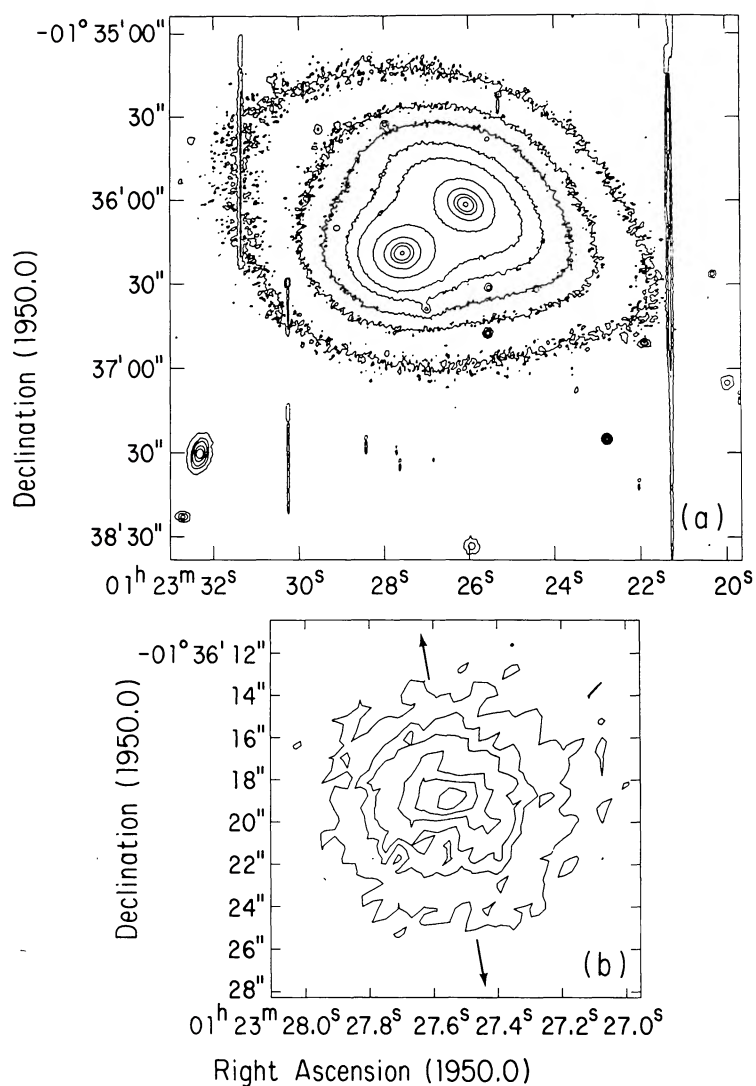 -01° 35' 00"
30"
36' 00"
30"
37' 00"
30"
38' 30"
Declination (1950.0)
(a)
01ʰ 23ᵐ 32ˢ 30ˢ 28ˢ 26ˢ 24ˢ 22ˢ 20ˢ
-01° 36' 12"
14"
16"
18"
20"
22"
24"
26"
28"
Declination (1950.0)
(b)
01ʰ 23ᵐ 28.0ˢ 27.8ˢ 27.6ˢ 27.4ˢ 27.2ˢ 27.0ˢ
Right Ascension (1950.0)